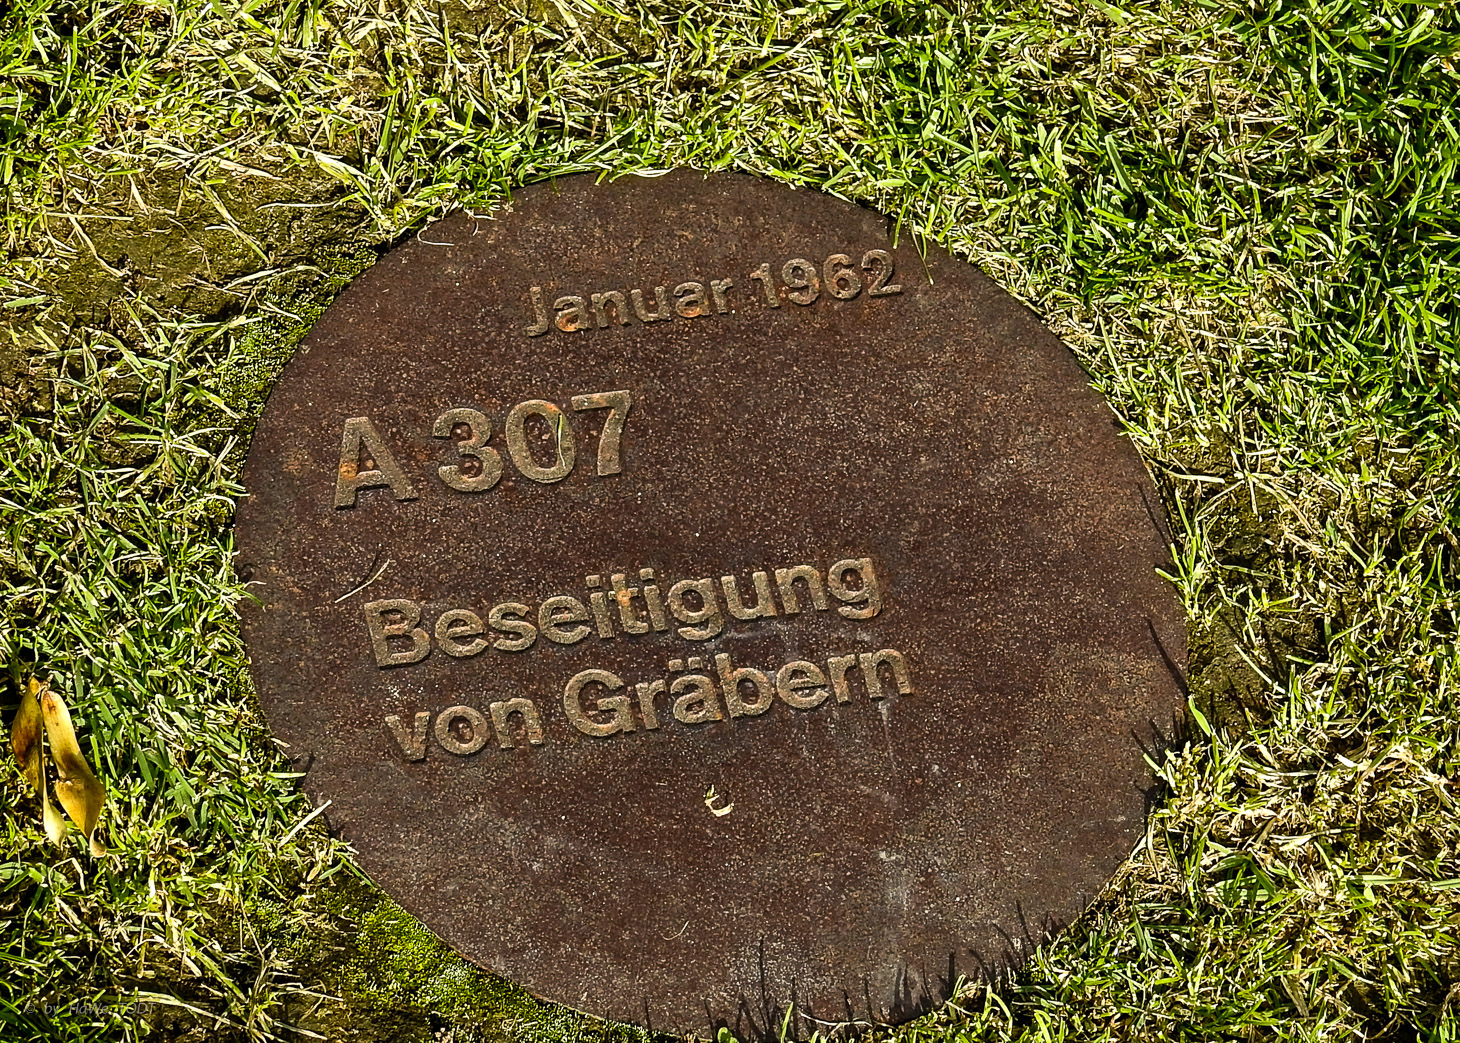 Januar 1962
A 307
Beseitigung
von Gräbern